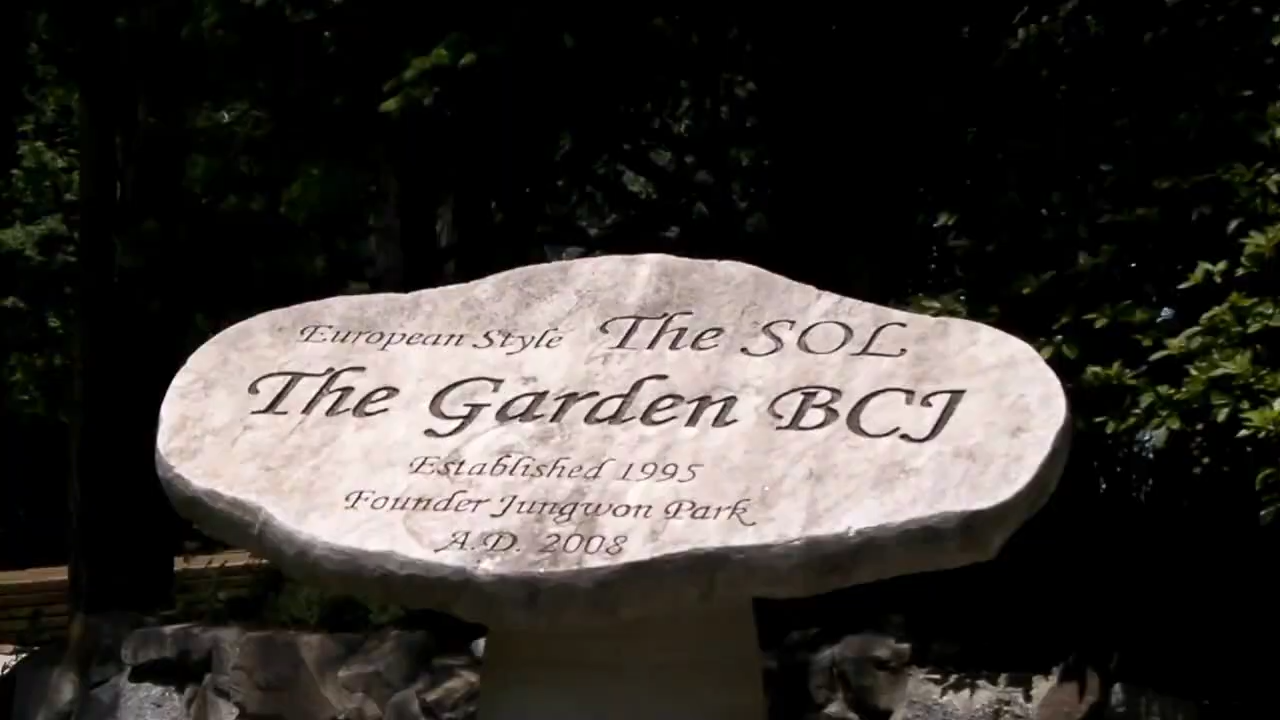 European Style The SOL
The Garden BCJ
Established 1995
Founder Jungwon Park
A.D. 2008